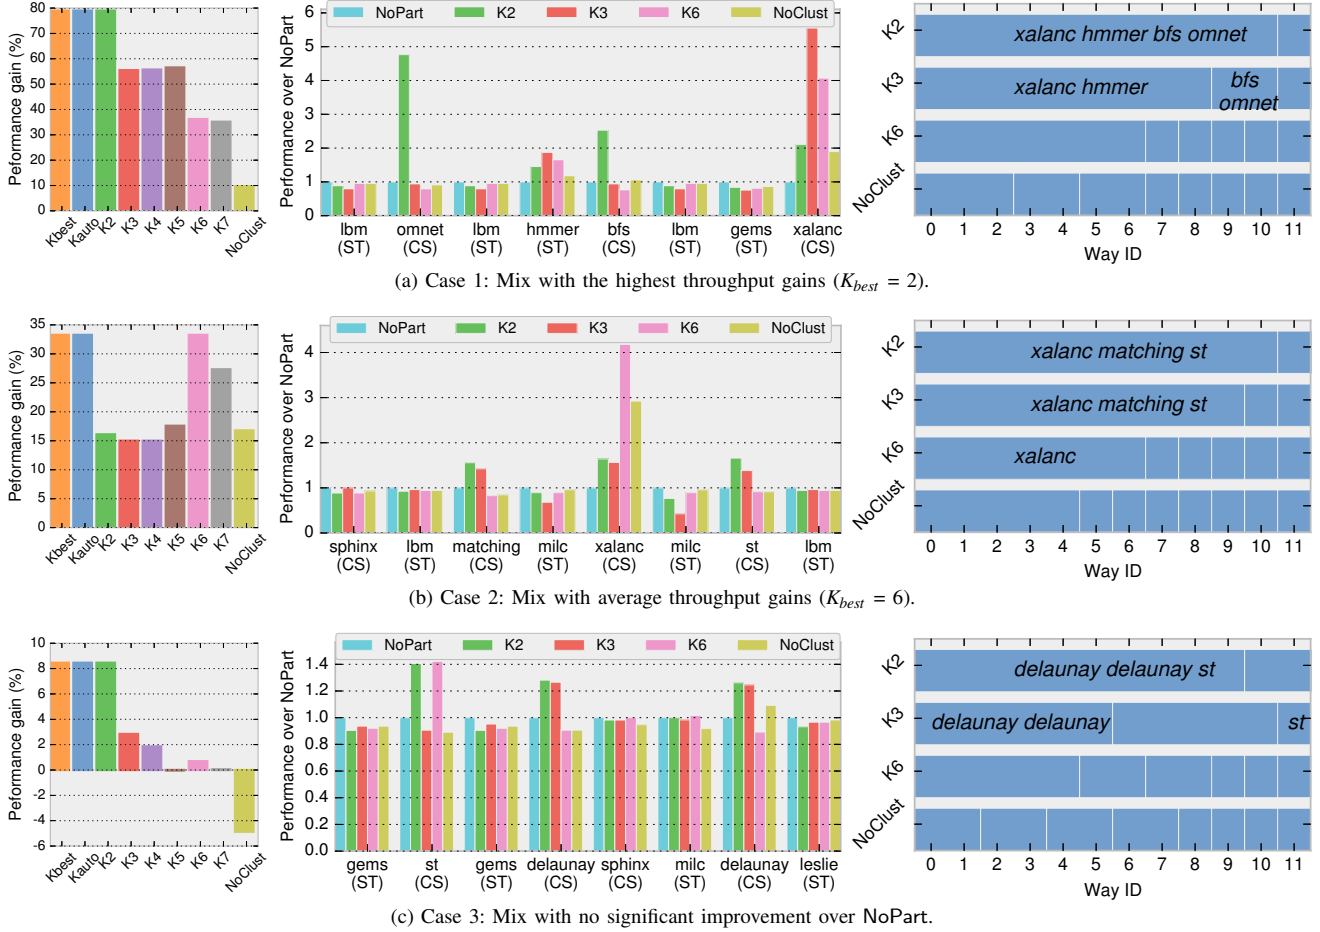 Peformance gain (%)
80
70
60
50
40
30
20
10
0
Kbest
Kauto
K2
K3
K4
K5
K6
K7
NoClust
Performance over NoPart
NoPart K2 K3 K6 NoClust
6
5
4
3
2
1
0
lbm (ST)
omnet (CS)
lbm (ST)
hmmer (ST)
bfs (CS)
lbm (ST)
gems (ST)
xalanc (CS)
K2
xalanc hmmer bfs omnet
K3
xalanc hmmer
bfs
omnet
K6
NoClust
0 1 2 3 4 5 6 7 8 9 10 11
Way ID
(a) Case 1: Mix with the highest throughput gains (Kbest = 2).
Peformance gain (%)
35
30
25
20
15
10
5
0
Kbest
Kauto
K2
K3
K4
K5
K6
K7
NoClust
Performance over NoPart
NoPart K2 K3 K6 NoClust
4
3
2
1
0
sphinx (CS)
lbm (ST)
matching (CS)
milc (ST)
xalanc (CS)
milc (ST)
st (CS)
lbm (ST)
K2
xalanc matching st
K3
xalanc matching st
K6
xalanc
NoClust
0 1 2 3 4 5 6 7 8 9 10 11
Way ID
(b) Case 2: Mix with average throughput gains (Kbest = 6).
Peformance gain (%)
10
8
6
4
2
0
-2
-4
-6
Kbest
Kauto
K2
K3
K4
K5
K6
K7
NoClust
Performance over NoPart
NoPart K2 K3 K6 NoClust
1.4
1.2
1.0
0.8
0.6
0.4
0.2
0.0
gems (ST)
st (CS)
gems (ST)
delaunay (CS)
sphinx (CS)
milc (ST)
delaunay (CS)
leslie (ST)
K2
delaunay delaunay st
K3
delaunay delaunay
st
K6
NoClust
0 1 2 3 4 5 6 7 8 9 10 11
Way ID
(c) Case 3: Mix with no significant improvement over NoPart.